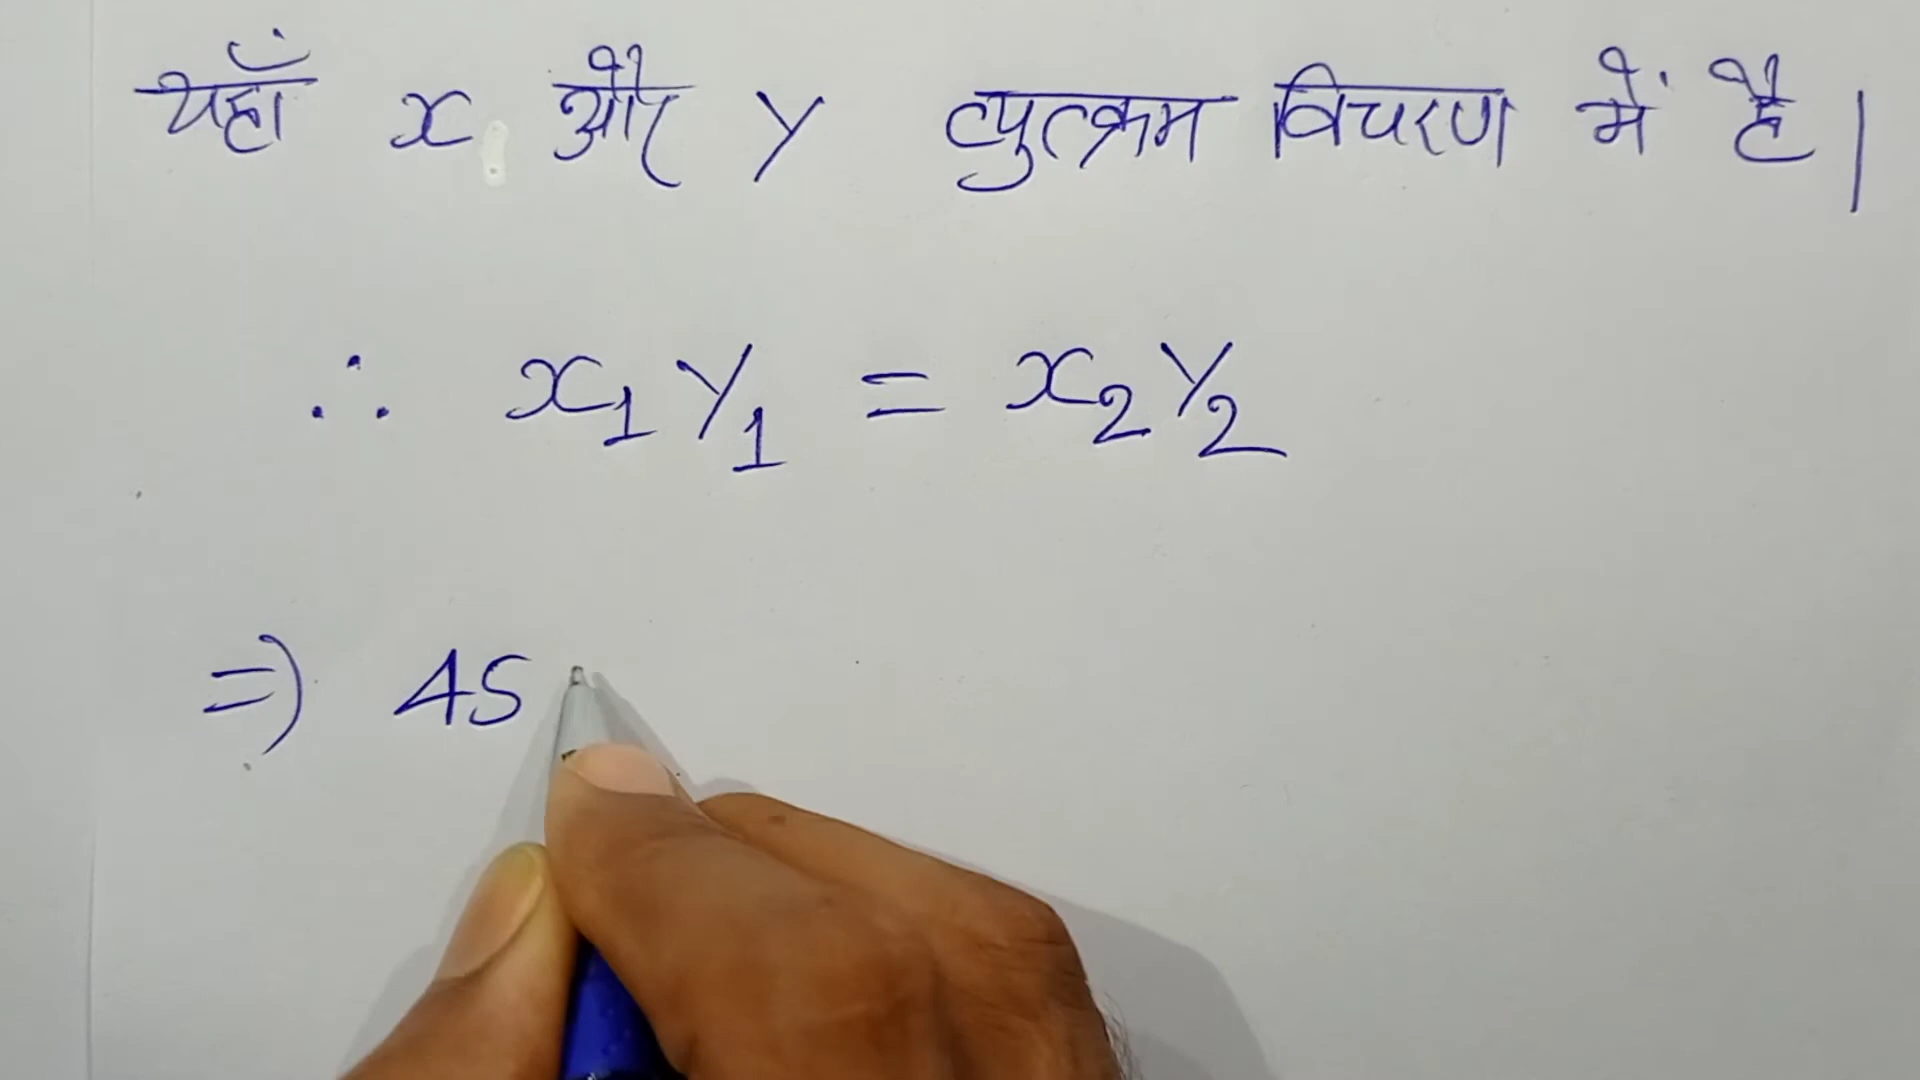 यहाँ x और y व्युत्क्रम विचरण में है।
∴ x₁y₁ = x₂y₂
⇒ 45